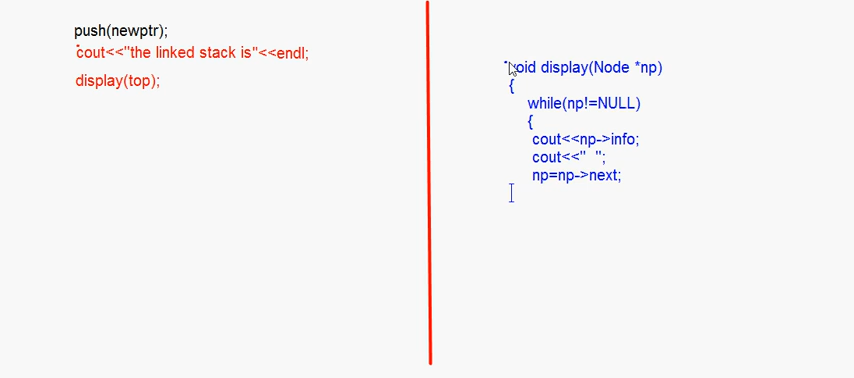 push(newptr);
cout<<"the linked stack is"<<endl;
display(top);
void display(Node *np)
{
while(np!=NULL)
{
cout<<np->info;
cout<<"  ";
np=np->next;